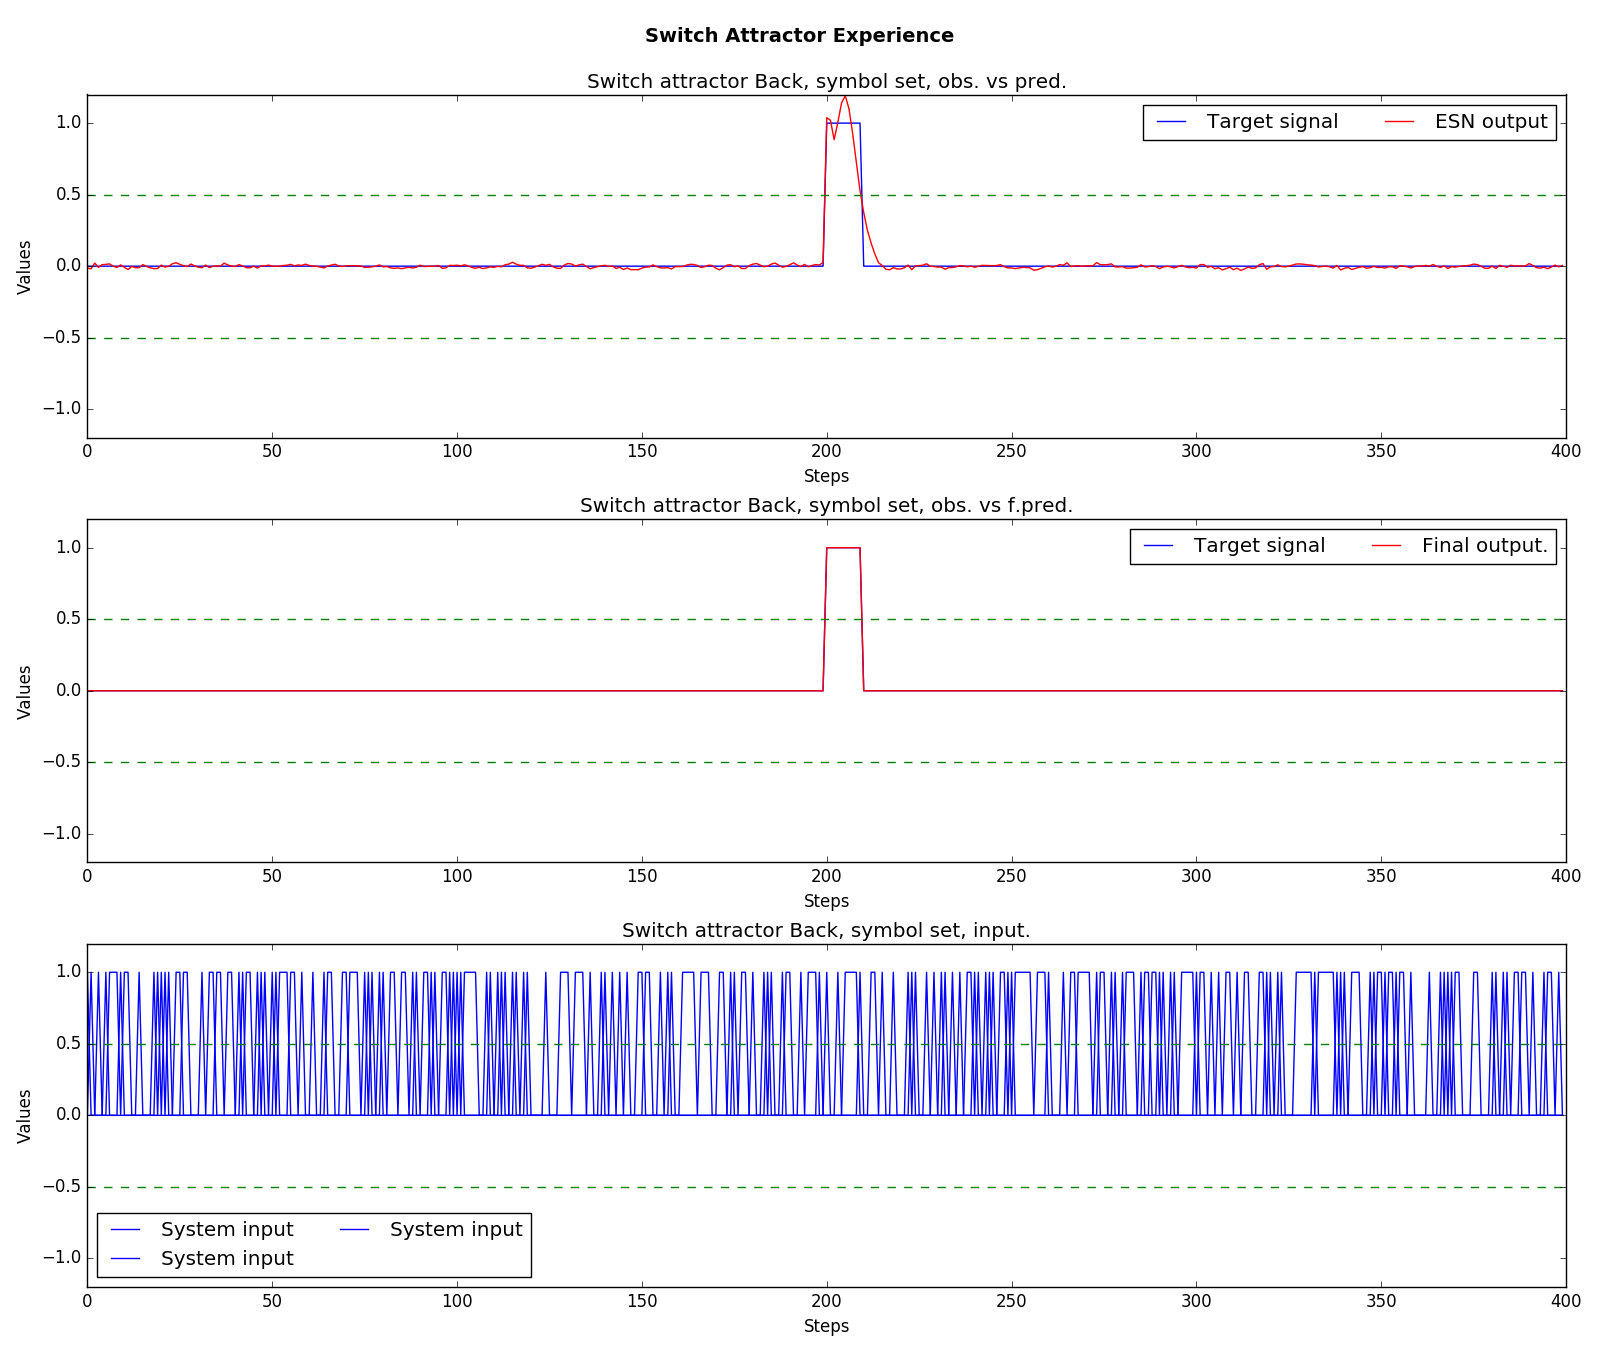 Switch Attractor Experience
Switch attractor Back, symbol set, obs. vs pred.
Target signal ESN output
1.0
0.5
0.0
−0.5
−1.0
Values
0 50 100 150 200 250 300 350 400
Steps
Switch attractor Back, symbol set, obs. vs f.pred.
Target signal Final output.
1.0
0.5
0.0
−0.5
−1.0
Values
0 50 100 150 200 250 300 350 400
Steps
Switch attractor Back, symbol set, input.
1.0
0.5
0.0
−0.5
−1.0
Values
System input System input
System input
0 50 100 150 200 250 300 350 400
Steps